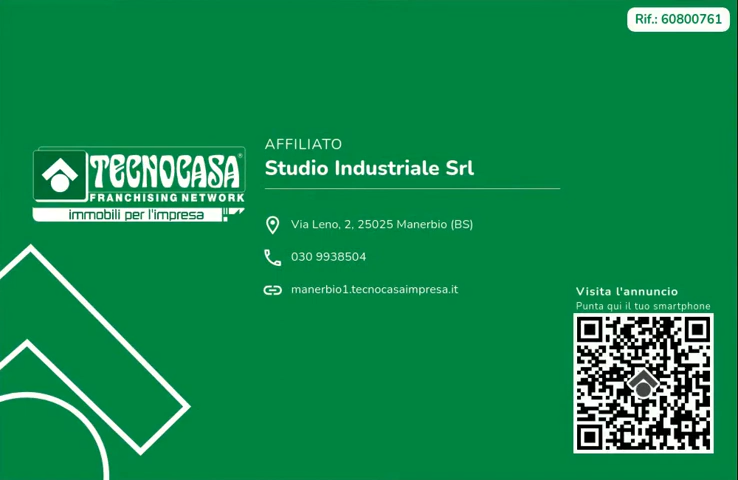 Rif.: 60800761
AFFILIATO
Studio Industriale Srl
TECNOCASA®
FRANCHISING NETWORK
immobili per l'impresa
Via Leno, 2, 25025 Manerbio (BS)
030 9938504
manerbio1.tecnocasaimpresa.it
Visita l'annuncio
Punta qui il tuo smartphone